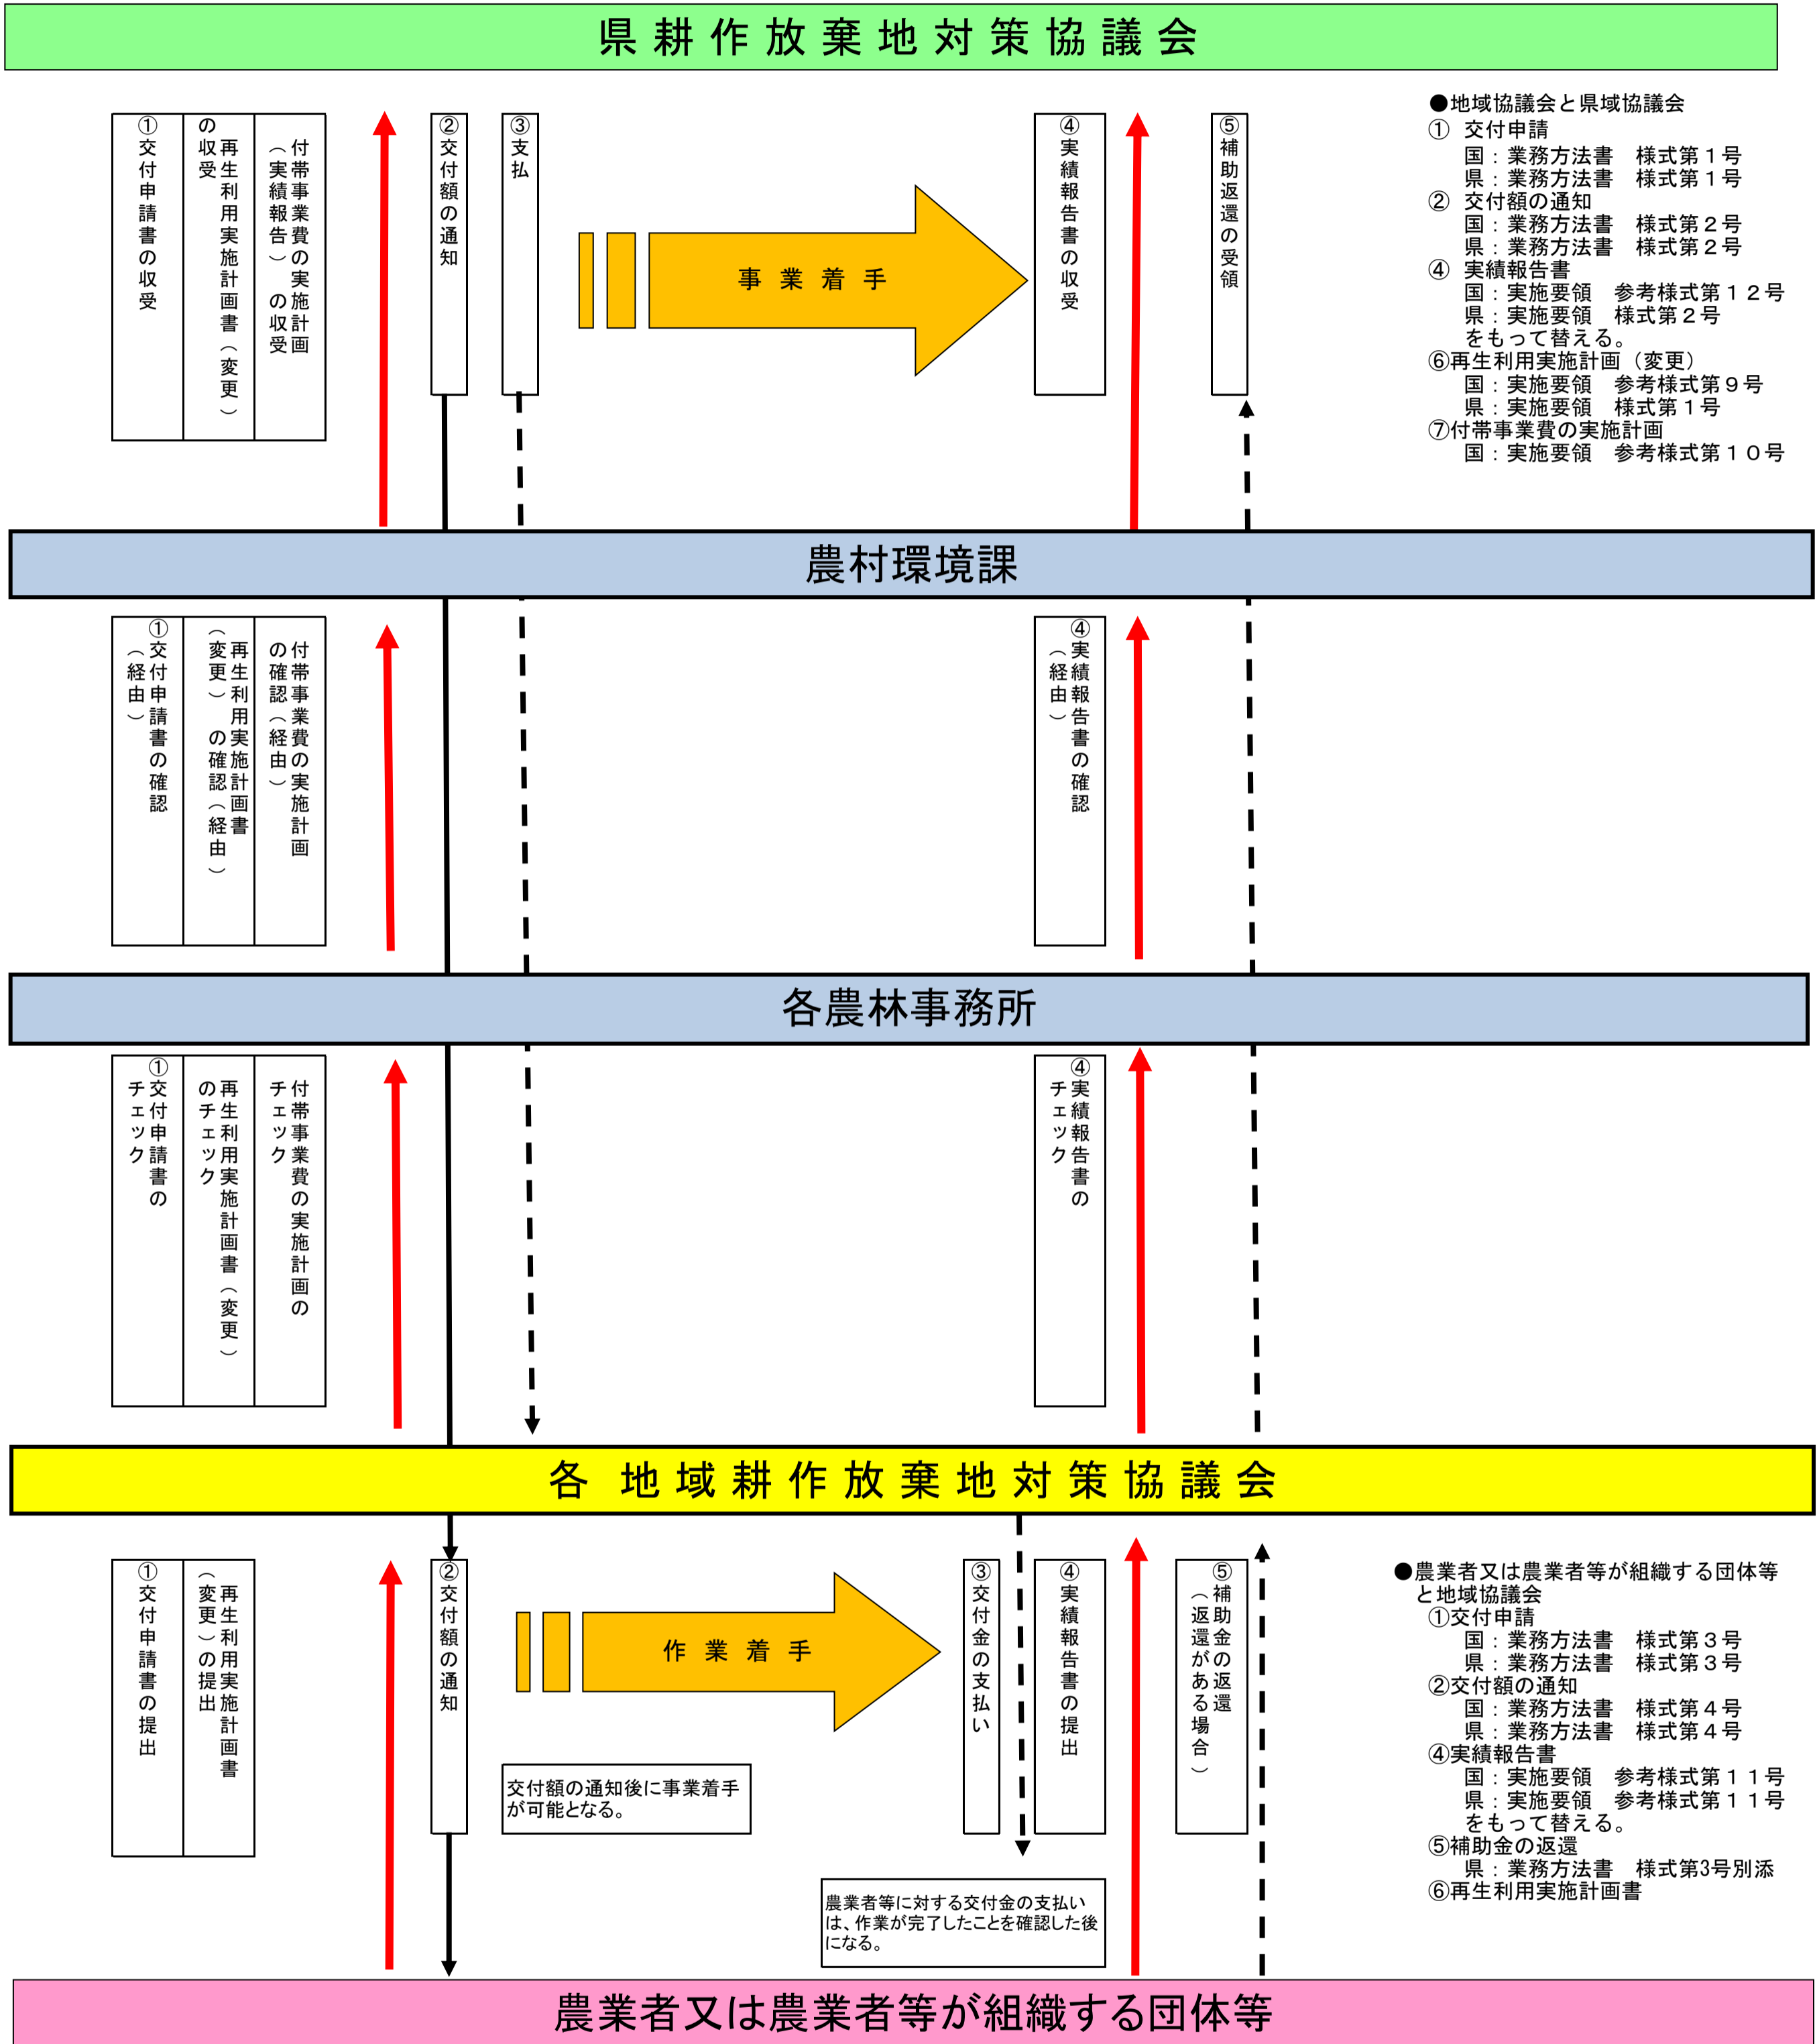 県耕作放棄地対策協議会
①交付申請書の収受
再生利用実施計画書（変更）
の収受
付帯事業費の実施計画
（実績報告）の収受
②交付額の通知
③支払
事業着手
④実績報告書の収受
⑤補助返還の受領
●地域協議会と県域協議会
① 交付申請
国：業務方法書　様式第１号
県：業務方法書　様式第１号
② 交付額の通知
国：業務方法書　様式第２号
県：業務方法書　様式第２号
④ 実績報告書
国：実施要領　参考様式第１２号
県：実施要領　様式第２号
をもって替える。
⑥再生利用実施計画（変更）
国：実施要領　参考様式第９号
県：実施要領　様式第１号
⑦付帯事業費の実施計画
国：実施要領　参考様式第１０号
農村環境課
①交付申請書の確認
（経由）
再生利用実施計画書
（変更）の確認（経由）
付帯事業費の実施計画
の確認（経由）
④実績報告書の確認
（経由）
各農林事務所
①交付申請書の
チェック
再生利用実施計画書（変更）
のチェック
付帯事業費の実施計画の
チェック
④実績報告書の
チェック
各 地域耕作放棄地対策協議会
①交付申請書の提出
再生利用実施計画書
（変更）の提出
②交付額の通知
作業着手
交付額の通知後に事業着手
が可能となる。
③交付金の支払い
④実績報告書の提出
⑤補助金の返還
（返還がある場合）
農業者等に対する交付金の支払い
は、作業が完了したことを確認した後
になる。
●農業者又は農業者等が組織する団体等
と地域協議会
①交付申請
国：業務方法書　様式第３号
県：業務方法書　様式第３号
②交付額の通知
国：業務方法書　様式第４号
県：業務方法書　様式第４号
④実績報告書
国：実施要領　参考様式第１１号
県：実施要領　参考様式第１１号
をもって替える。
⑤補助金の返還
県：業務方法書　様式第3号別添
⑥再生利用実施計画書
農業者又は農業者等が組織する団体等